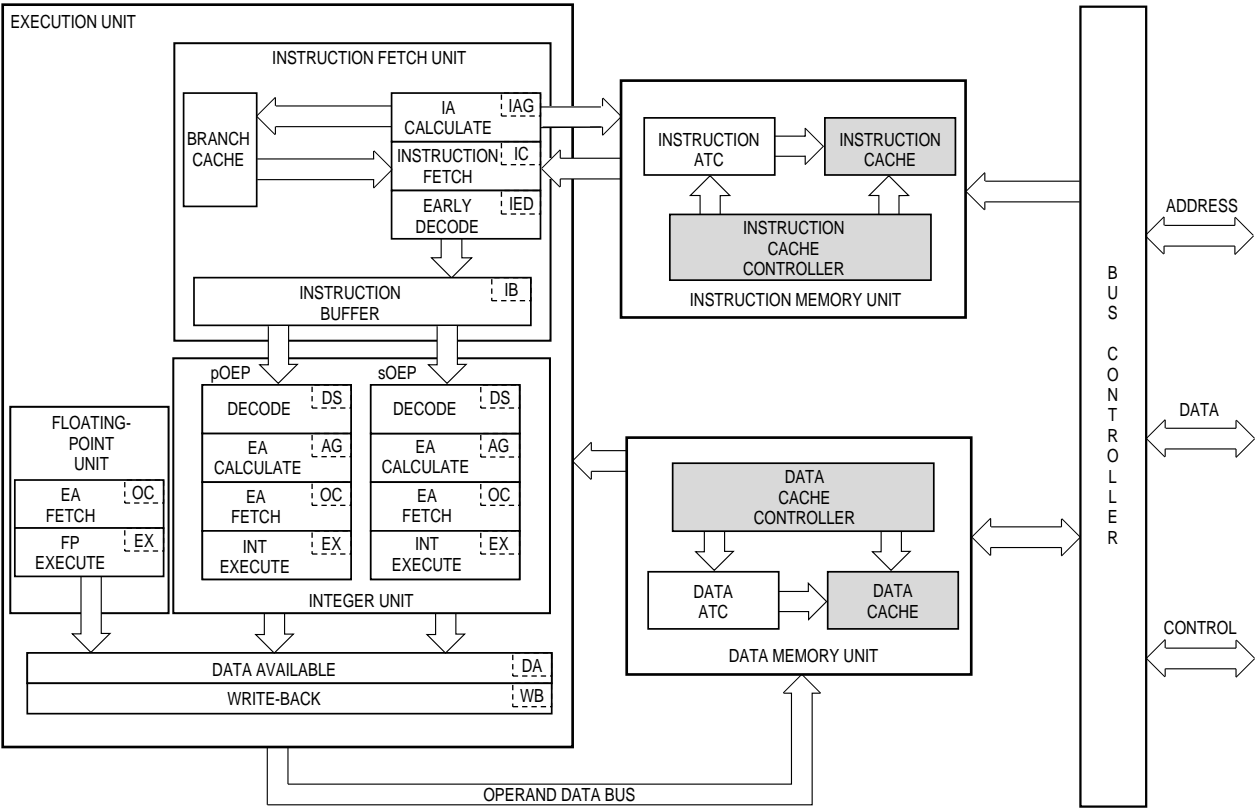 EXECUTION UNIT
INSTRUCTION FETCH UNIT
BRANCH
CACHE
IA
CALCULATE
IAG
INSTRUCTION
FETCH
IC
EARLY
DECODE
IED
INSTRUCTION
BUFFER
IB
pOEP
sOEP
DECODE
DS
EA
CALCULATE
AG
EA
FETCH
OC
INT
EXECUTE
EX
DECODE
DS
EA
CALCULATE
AG
EA
FETCH
OC
INT
EXECUTE
EX
INTEGER UNIT
FLOATING-
POINT
UNIT
EA
FETCH
OC
FP
EXECUTE
EX
DATA AVAILABLE
DA
WRITE-BACK
WB
INSTRUCTION
ATC
INSTRUCTION
CACHE
INSTRUCTION
CACHE
CONTROLLER
INSTRUCTION MEMORY UNIT
DATA
CACHE
CONTROLLER
DATA
ATC
DATA
CACHE
DATA MEMORY UNIT
OPERAND DATA BUS
BUS CONTROLLER
ADDRESS
DATA
CONTROL